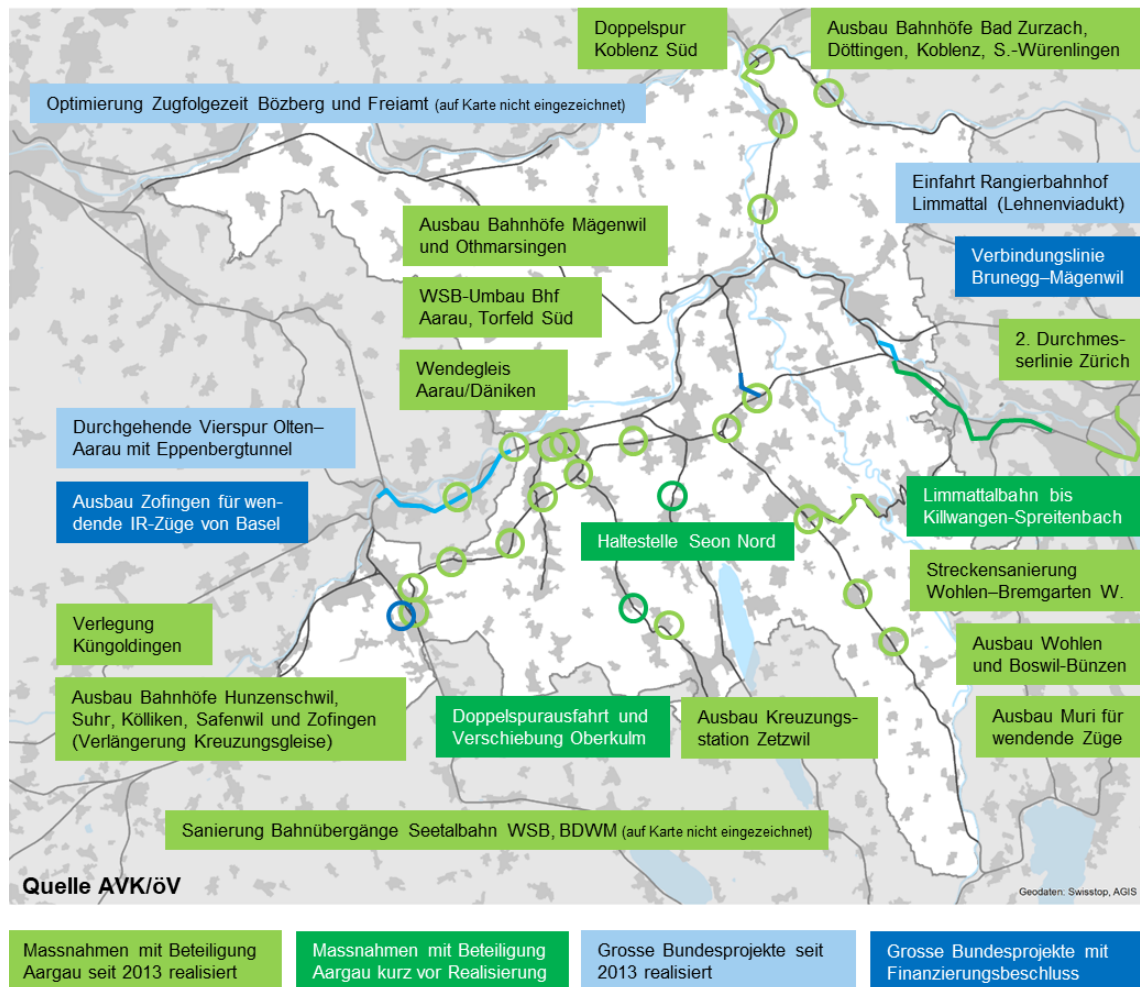 Doppelspur
Koblenz Süd
Ausbau Bahnhöfe Bad Zurzach,
Döttingen, Koblenz, S.-Würenlingen
Optimierung Zugfolgezeit Bözberg und Freiamt (auf Karte nicht eingezeichnet)
Einfahrt Rangierbahnhof
Limmattal (Lehnenviadukt)
Ausbau Bahnhöfe Mägenwil
und Othmarsingen
Verbindungslinie
Brunegg–Mägenwil
WSB-Umbau Bhf
Aarau, Torfeld Süd
2. Durchmes-
serlinie Zürich
Wendegleis
Aarau/Däniken
Durchgehende Vierspur Olten–
Aarau mit Eppenbergtunnel
Ausbau Zofingen für wen-
dende IR-Züge von Basel
Limmattalbahn bis
Killwangen-Spreitenbach
Haltestelle Seon Nord
Streckensanierung
Wohlen–Bremgarten W.
Verlegung
Küngoldingen
Ausbau Wohlen
und Boswil-Bünzen
Ausbau Bahnhöfe Hunzenschwil,
Suhr, Kölliken, Safenwil und Zofingen
(Verlängerung Kreuzungsgleise)
Doppelspurausfahrt und
Verschiebung Oberkulm
Ausbau Kreuzungs-
station Zetzwil
Ausbau Muri für
wendende Züge
Sanierung Bahnübergänge Seetalbahn WSB, BDWM (auf Karte nicht eingezeichnet)
Quelle AVK/öV
Geodaten: Swisstop, AGIS
Massnahmen mit Beteiligung
Aargau seit 2013 realisiert
Massnahmen mit Beteiligung
Aargau kurz vor Realisierung
Grosse Bundesprojekte seit
2013 realisiert
Grosse Bundesprojekte mit
Finanzierungsbeschluss